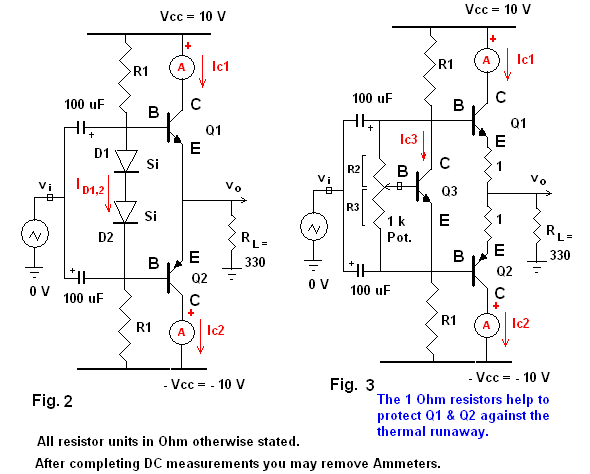 Vcc = 10 V
A
+
Ic1
R1
100 uF
+
B
C
Q1
E
D1
Si
I D1,2
Si
D2
vi
0 V
vo
RL =
330
+
100 uF
B
E
Q2
C
+
R1
A
Ic2
- Vcc = - 10 V
Fig. 2
Vcc = 10 V
+
A
Ic1
R1
100 uF
+
B
C
Q1
E
Ic3
C
R2
B
Q3
1
vi
vo
R3
1 k
Pot.
E
1
RL =
330
0 V
+
100 uF
B
E
Q2
C
+
R1
A
Ic2
- Vcc = - 10 V
Fig. 3
The 1 Ohm resistors help to
protect Q1 & Q2 against the
thermal runaway.
All resistor units in Ohm otherwise stated.
After completing DC measurements you may remove Ammeters.